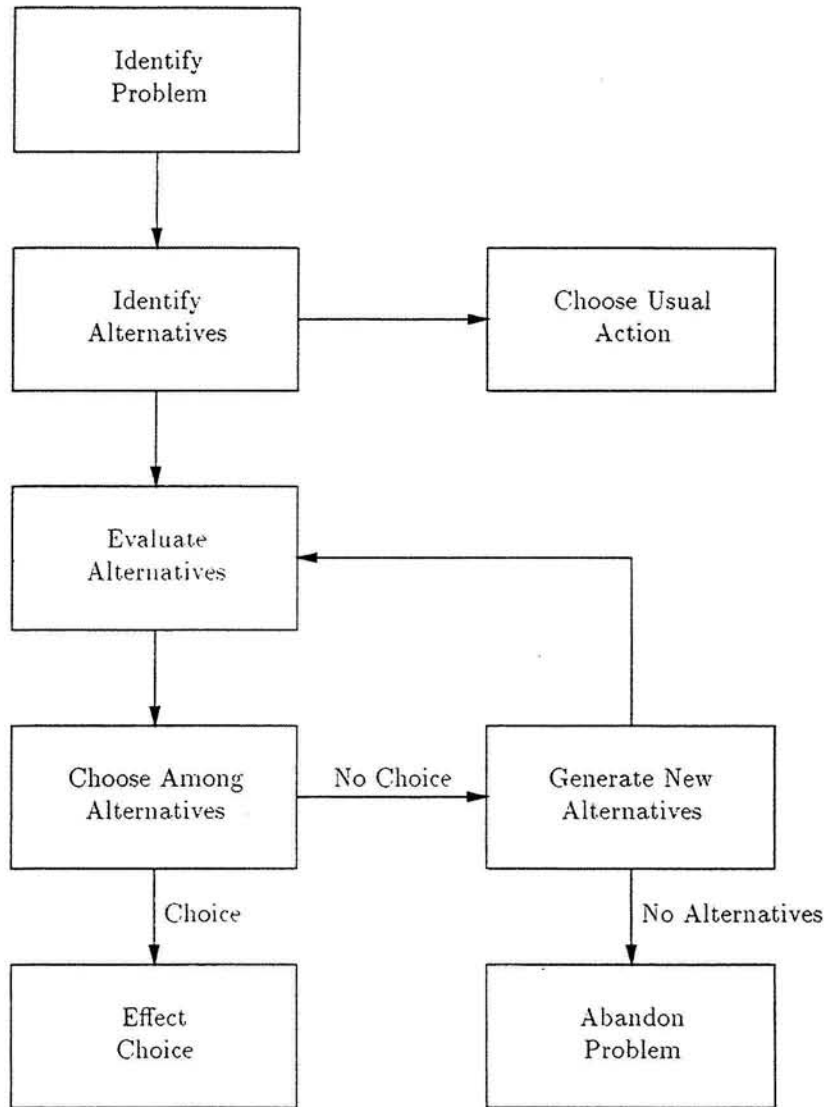 Identify
Problem
Identify
Alternatives
Choose Usual
Action
Evaluate
Alternatives
Choose Among
Alternatives
No Choice
Generate New
Alternatives
Choice
No Alternatives
Effect
Choice
Abandon
Problem